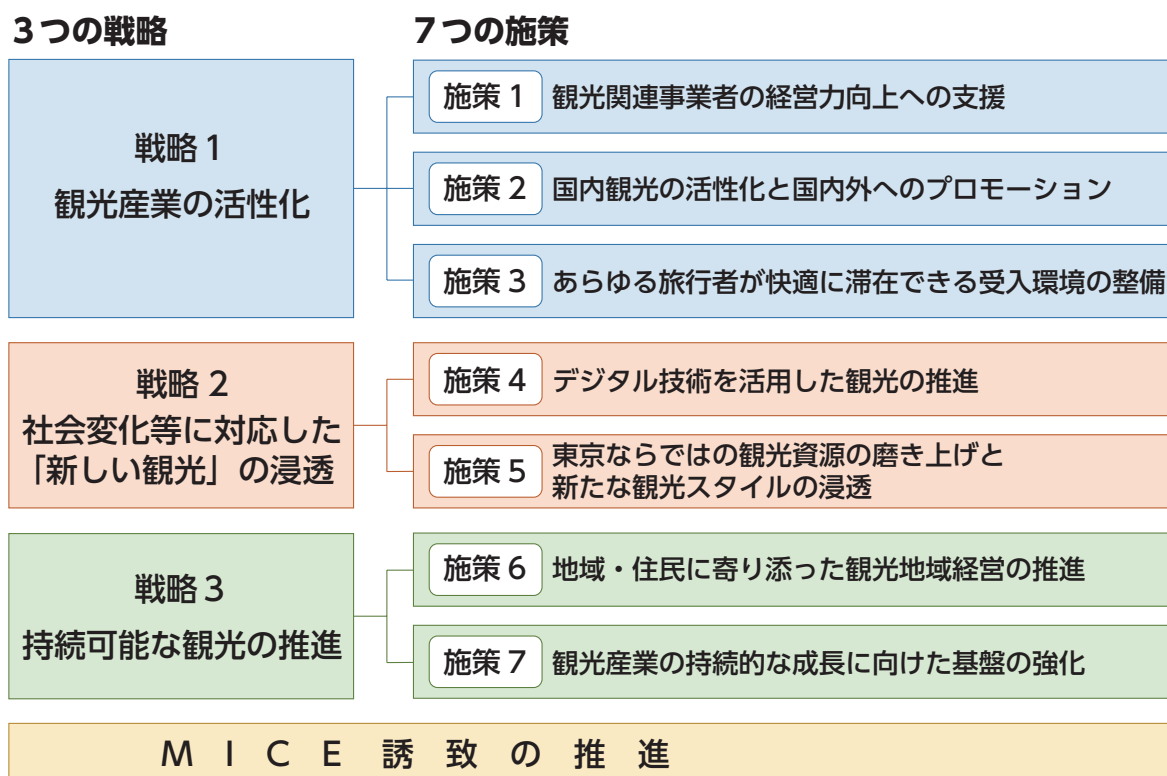 3つの戦略
7つの施策
戦略1
観光産業の活性化
施策1 観光関連事業者の経営力向上への支援
施策2 国内観光の活性化と国内外へのプロモーション
施策3 あらゆる旅行者が快適に滞在できる受入環境の整備
戦略2
社会変化等に対応した
「新しい観光」の浸透
施策4 デジタル技術を活用した観光の推進
施策5 東京ならではの観光資源の磨き上げと
新たな観光スタイルの浸透
戦略3
持続可能な観光の推進
施策6 地域・住民に寄り添った観光地域経営の推進
施策7 観光産業の持続的な成長に向けた基盤の強化
MICE誘致の推進